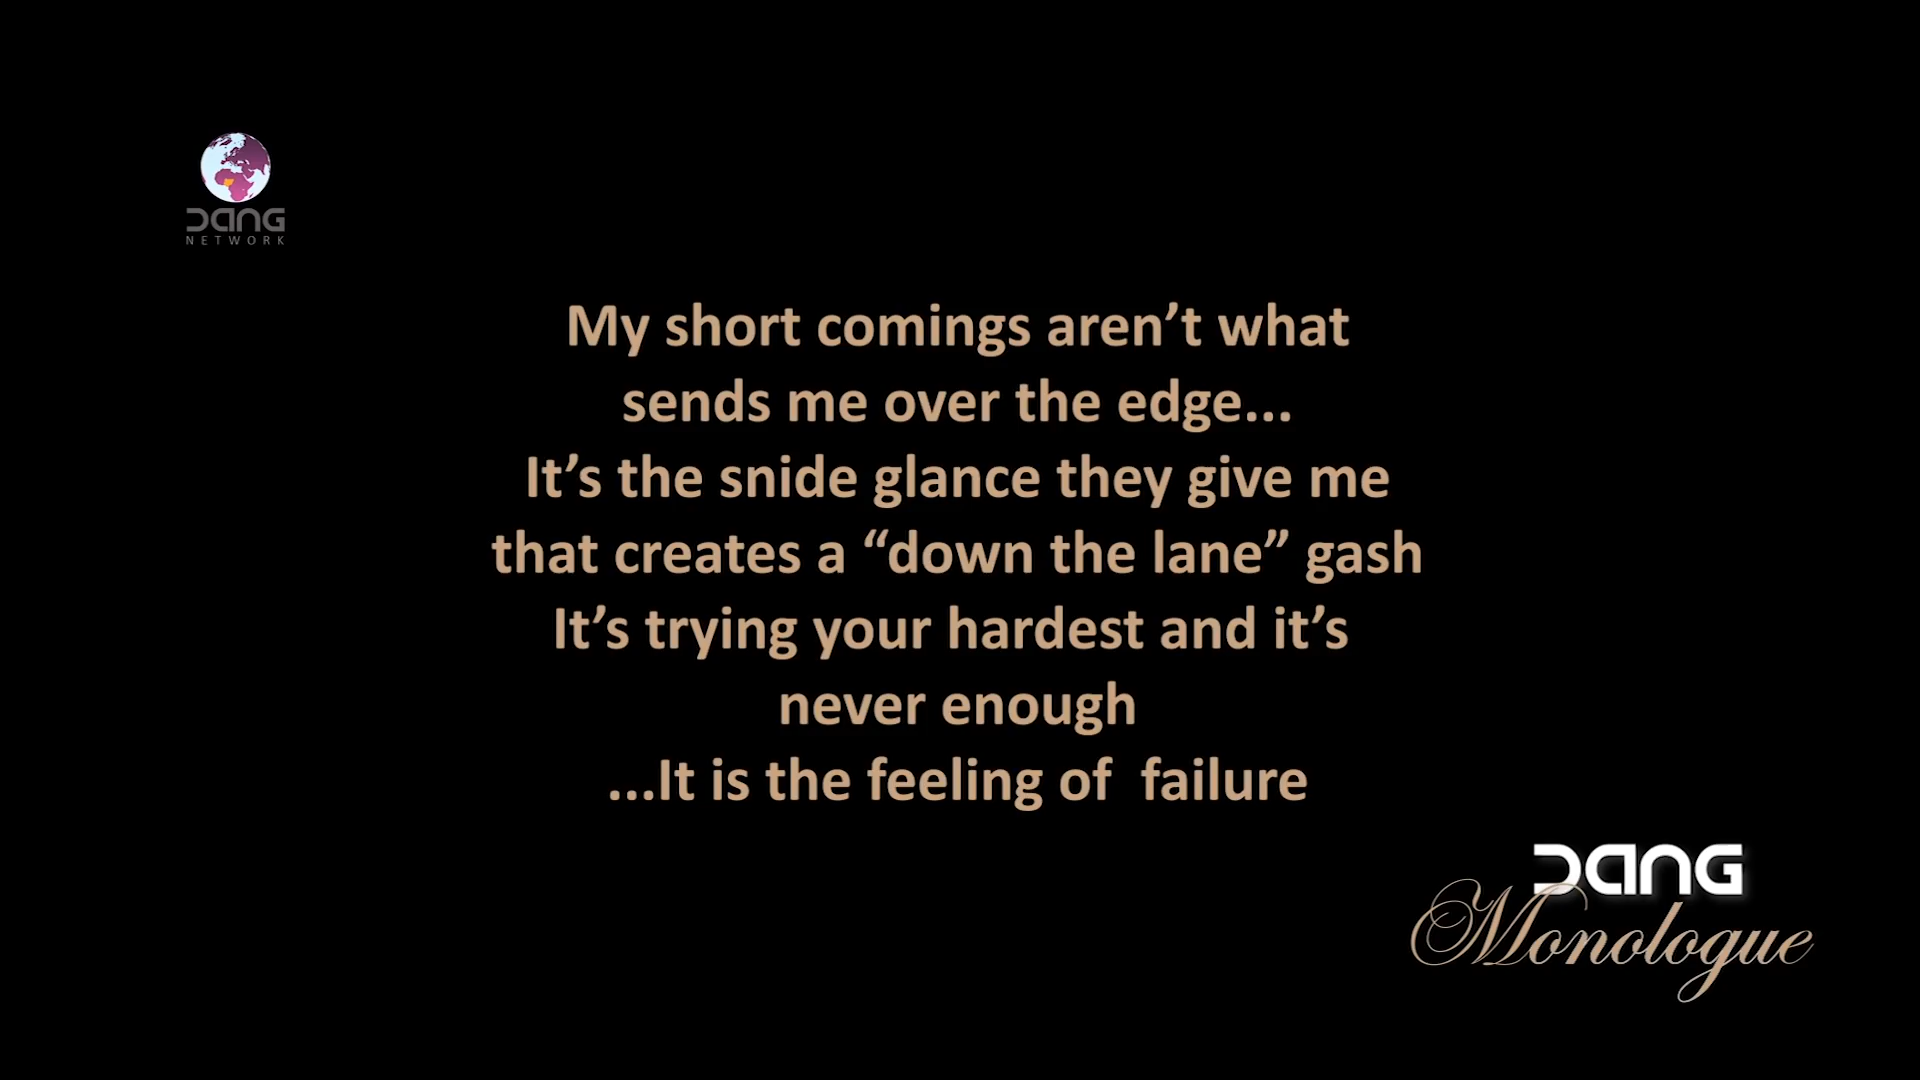 DANG
NETWORK
My short comings aren’t what
sends me over the edge...
It’s the snide glance they give me
that creates a “down the lane” gash
It’s trying your hardest and it’s
never enough
...It is the feeling of  failure
DANG
Monologue